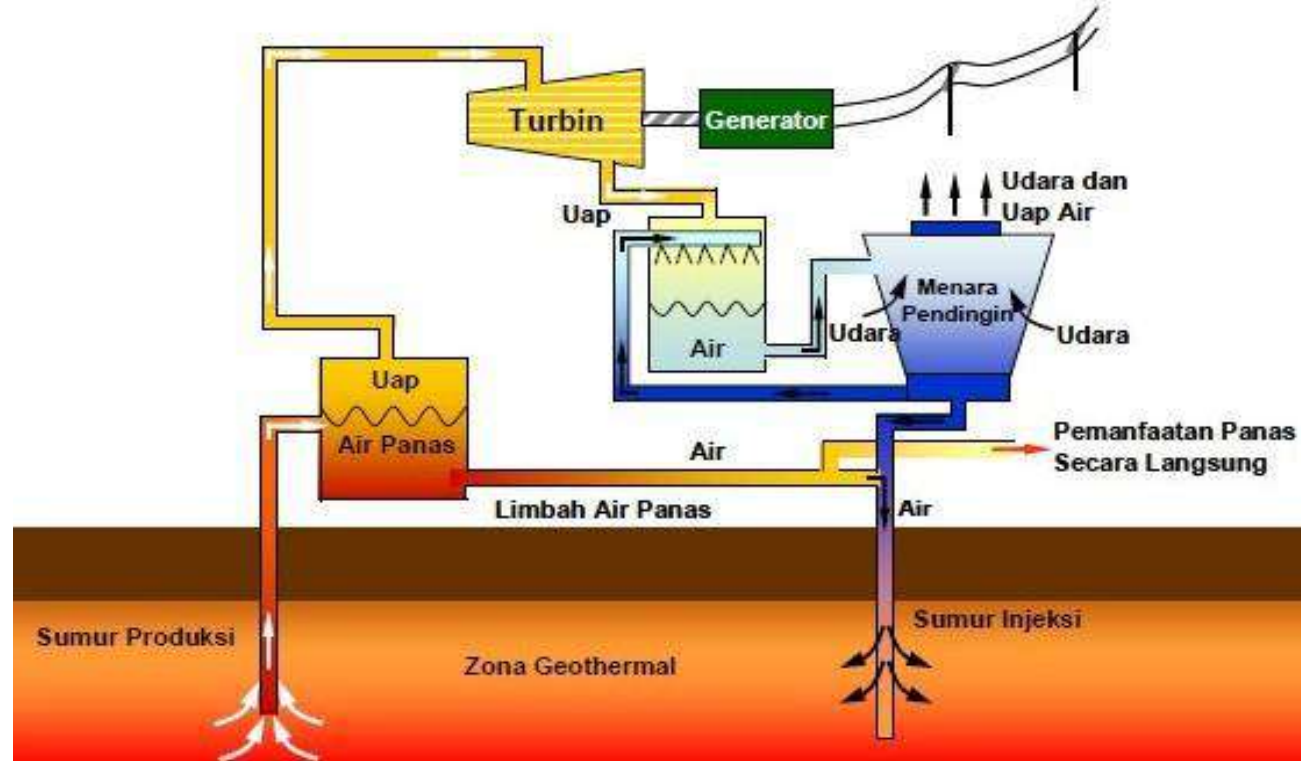 Turbin
Generator
Udara dan
Uap Air
Uap
Menara
Pendingin
Udara
Udara
Air
Uap
Air Panas
Air
Pemanfaatan Panas
Secara Langsung
Limbah Air Panas
Air
Sumur Produksi
Sumur Injeksi
Zona Geothermal